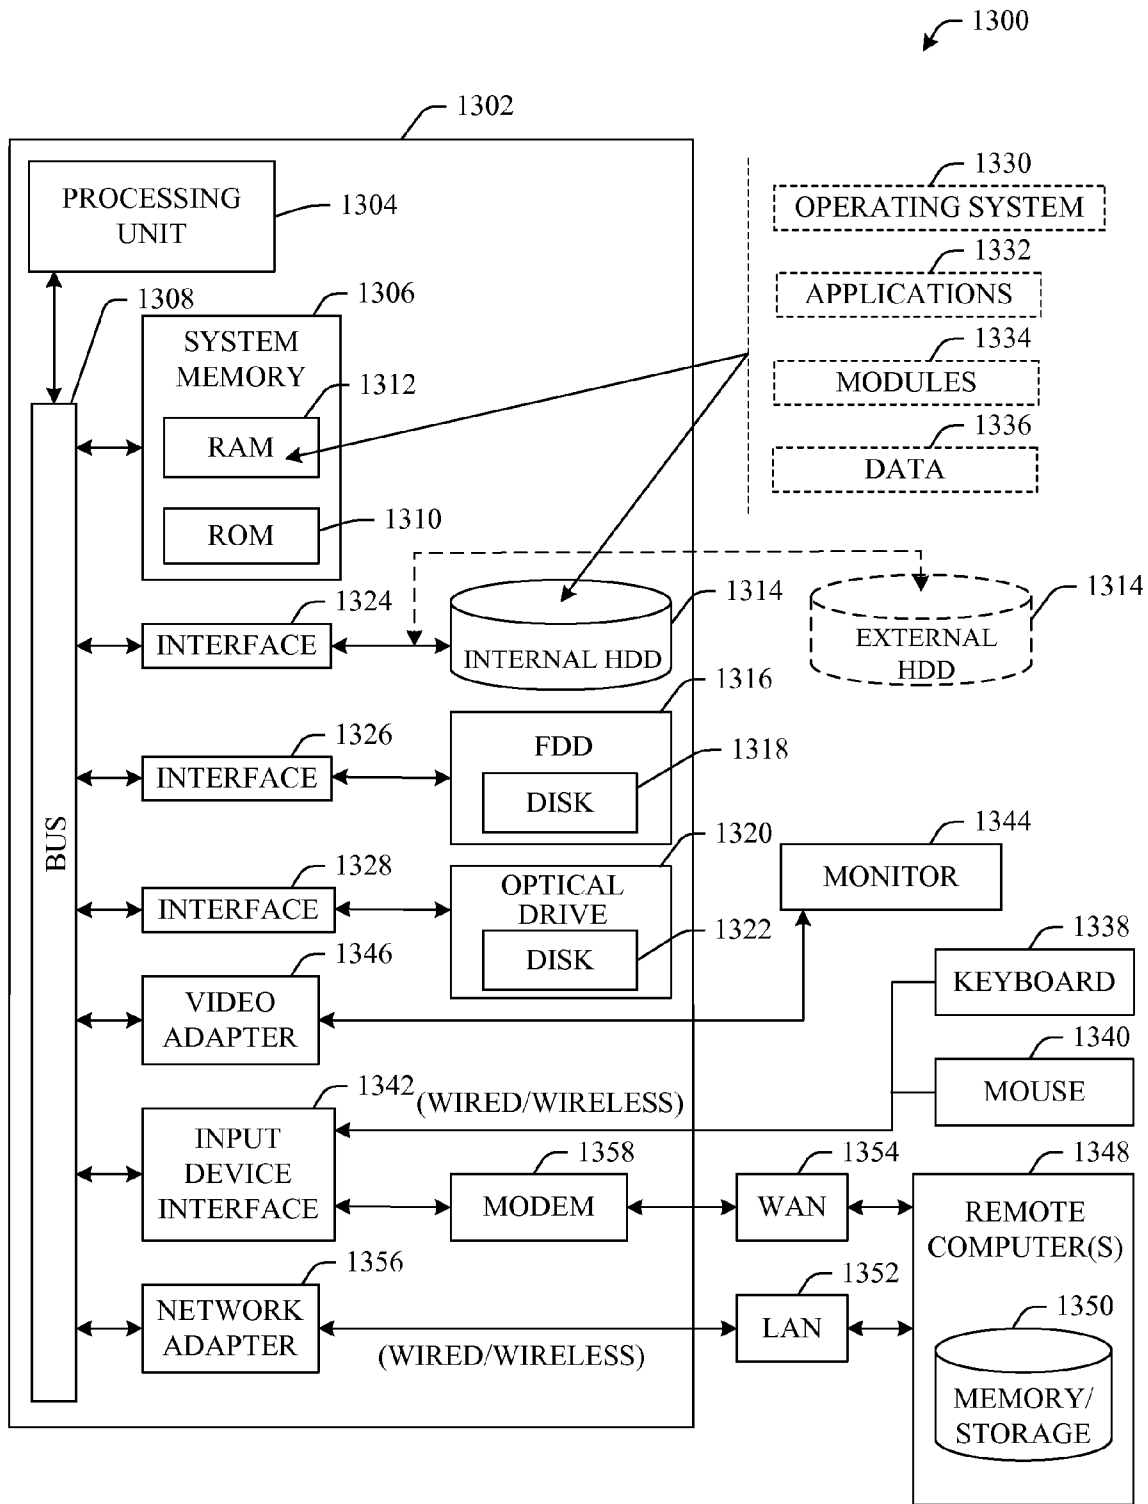 1300
1302
PROCESSING
UNIT
1304
1308
1306
SYSTEM
MEMORY
1312
RAM
1310
ROM
1330
OPERATING SYSTEM
1332
APPLICATIONS
1334
MODULES
1336
DATA
1324
INTERFACE
1314
INTERNAL HDD
1314
EXTERNAL
HDD
1326
INTERFACE
1316
FDD
1318
DISK
BUS
1328
INTERFACE
1320
OPTICAL
DRIVE
1322
DISK
1344
MONITOR
1346
VIDEO
ADAPTER
1338
KEYBOARD
1340
MOUSE
1342
(WIRED/WIRELESS)
INPUT
DEVICE
INTERFACE
1358
MODEM
1354
WAN
1348
REMOTE
COMPUTER(S)
1356
NETWORK
ADAPTER
(WIRED/WIRELESS)
1352
LAN
1350
MEMORY/
STORAGE